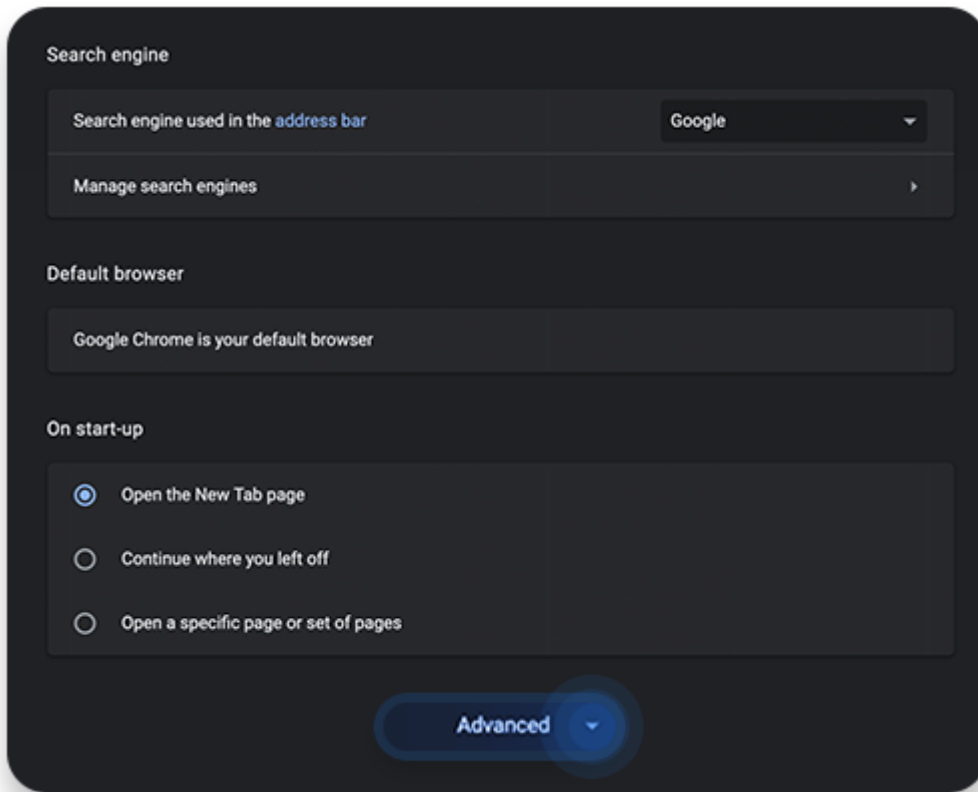 Search engine
Search engine used in the address bar
Google
Manage search engines
Default browser
Google Chrome is your default browser
On start-up
Open the New Tab page
Continue where you left off
Open a specific page or set of pages
Advanced